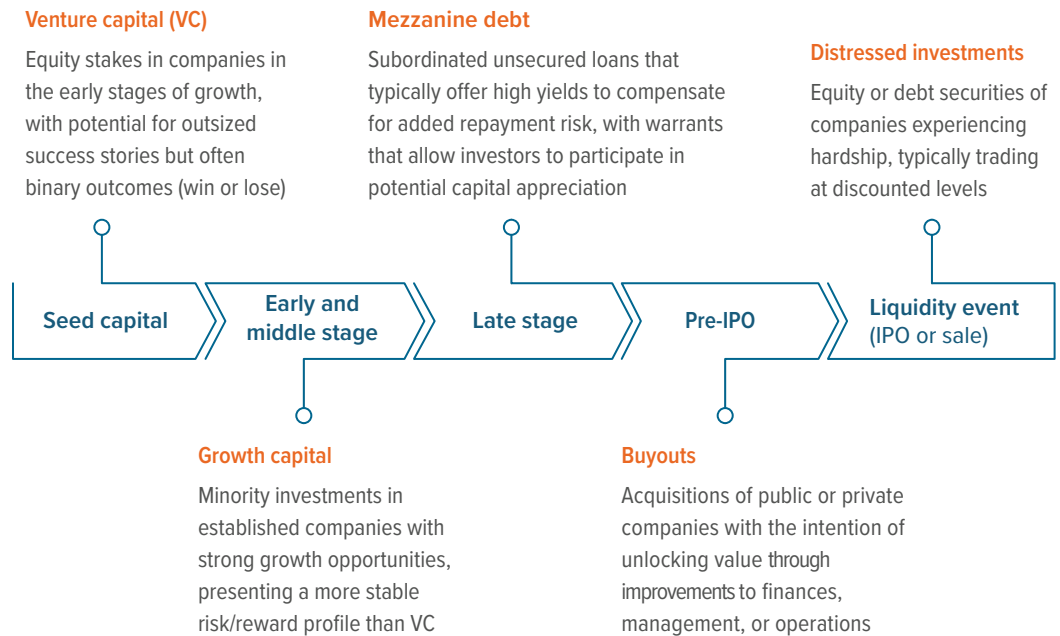 Venture capital (VC)
Equity stakes in companies in
the early stages of growth,
with potential for outsized
success stories but often
binary outcomes (win or lose)
Mezzanine debt
Subordinated unsecured loans that
typically offer high yields to compensate
for added repayment risk, with warrants
that allow investors to participate in
potential capital appreciation
Distressed investments
Equity or debt securities of
companies experiencing
hardship, typically trading
at discounted levels
Seed capital
Early and
middle stage
Late stage
Pre-IPO
Liquidity event
(IPO or sale)
Growth capital
Minority investments in
established companies with
strong growth opportunities,
presenting a more stable
risk/reward profile than VC
Buyouts
Acquisitions of public or private
companies with the intention of
unlocking value through
improvements to finances,
management, or operations